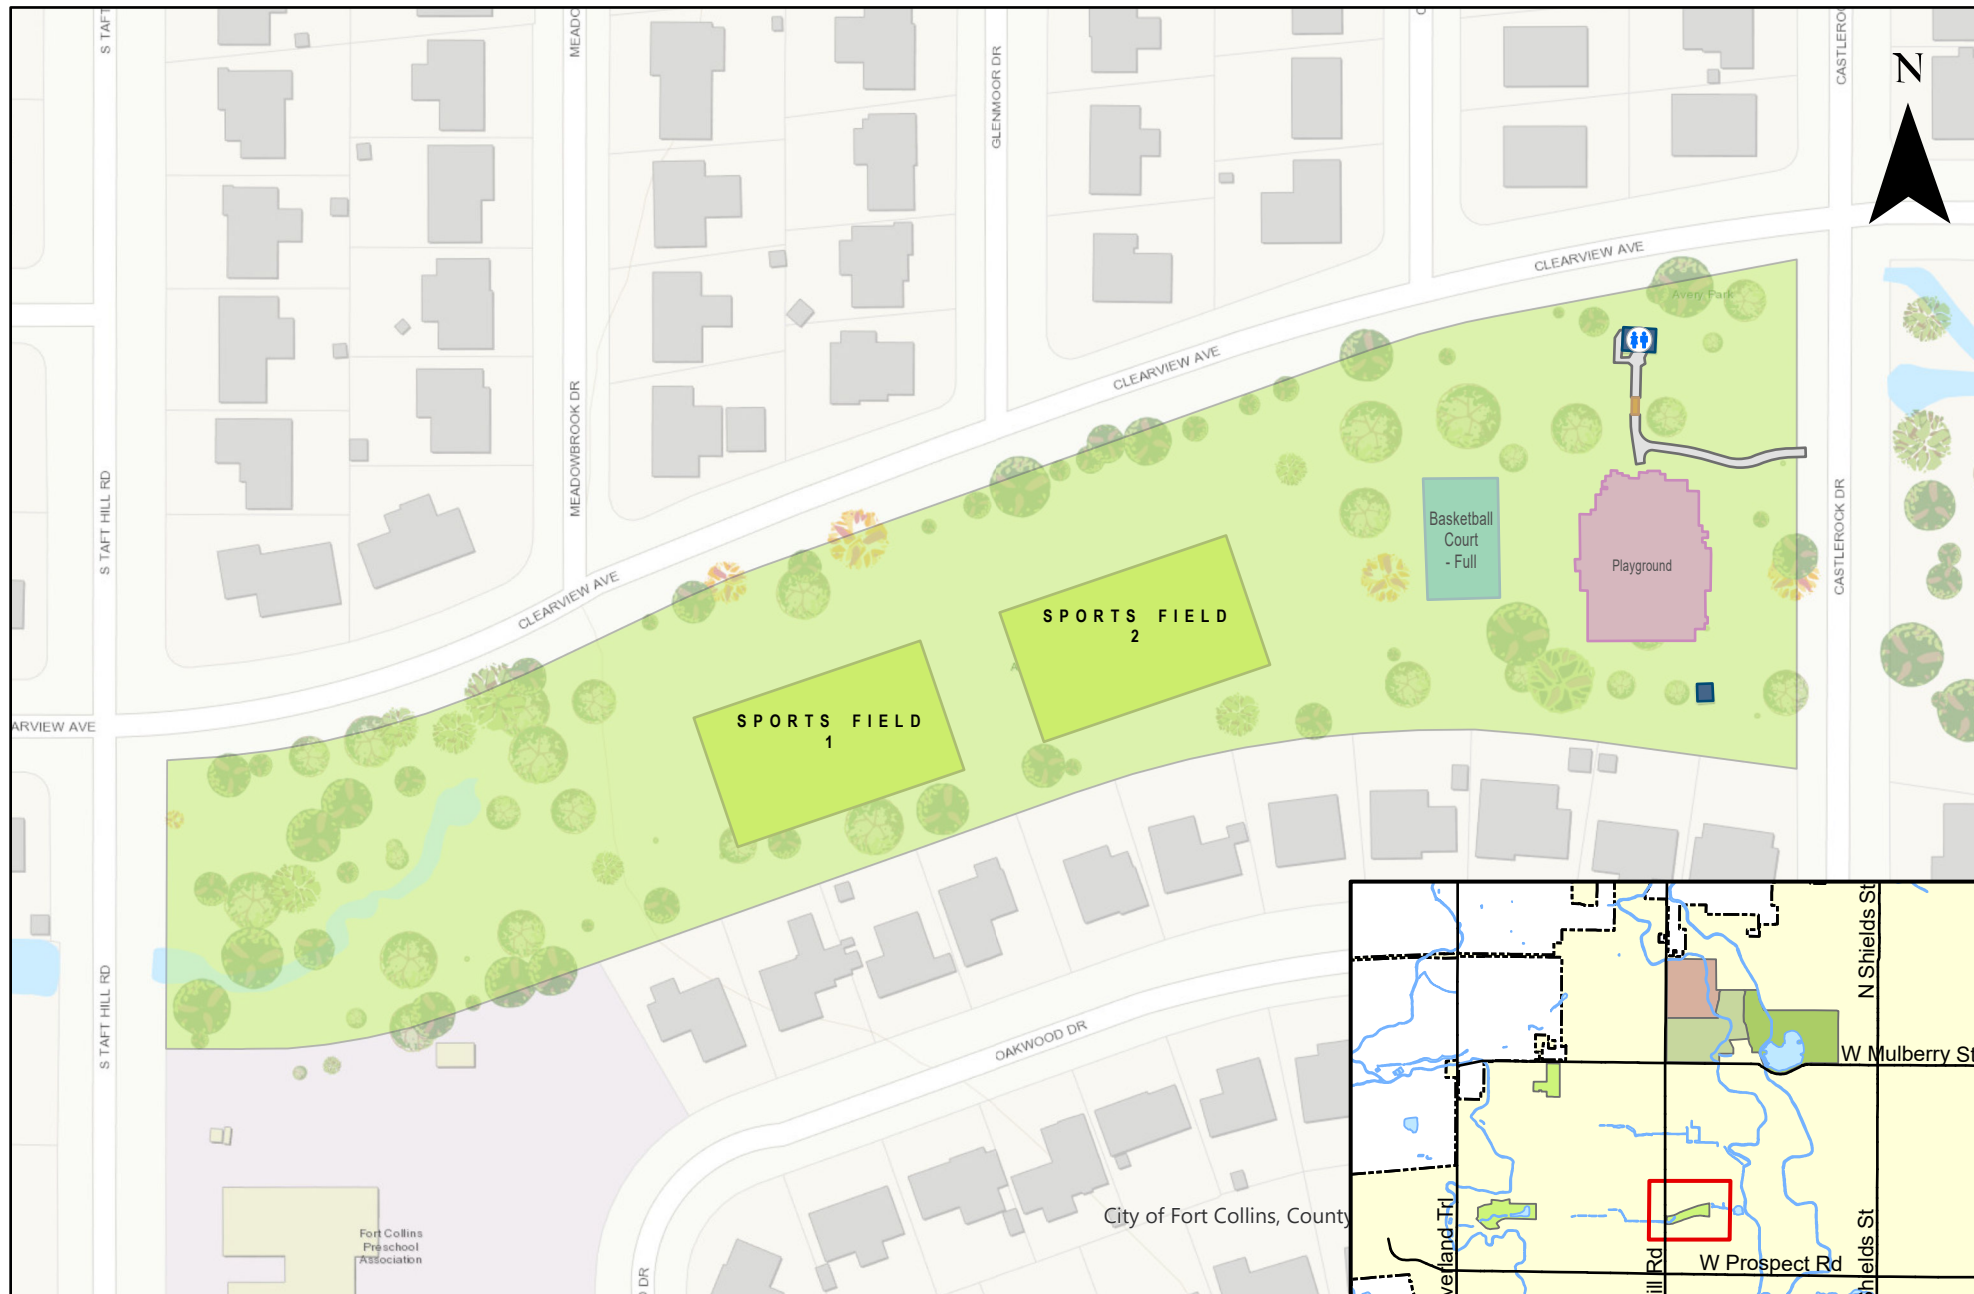 S TAFT
MEADO
GLENMOOR DR
CASTLEROC
N
CLEARVIEW AVE
Avery Park
CLEARVIEW AVE
MEADOWBROOK DR
S TAFT HILL RD
CLEARVIEW AVE
Basketball
Court
- Full
Playground
CASTLEROCK DR
SPORTS FIELD
2
SPORTS FIELD
1
ARVIEW AVE
S TAFT HILL RD
OAKWOOD DR
Fort Collins
Preschool
Association
DR
City of Fort Collins, County
N Shields St
W Mulberry St
verland Trl
ill Rd
W Prospect Rd
hields St